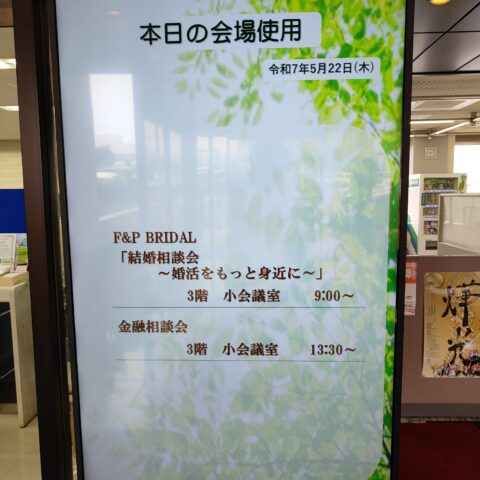 本日の会場使用
令和7年5月22日(木)
F&P BRIDAL
「結婚相談会
～婚活をもっと身近に～」
3階 小会議室 9:00～
金融相談会
3階 小会議室 13:30～